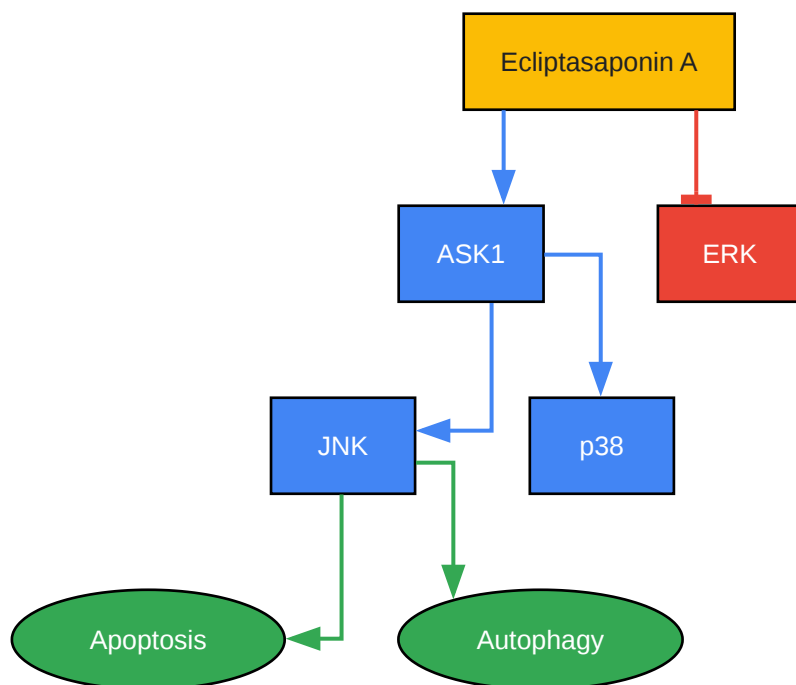 Ecliptasaponin A
ASK1
ERK
JNK
p38
Apoptosis
Autophagy